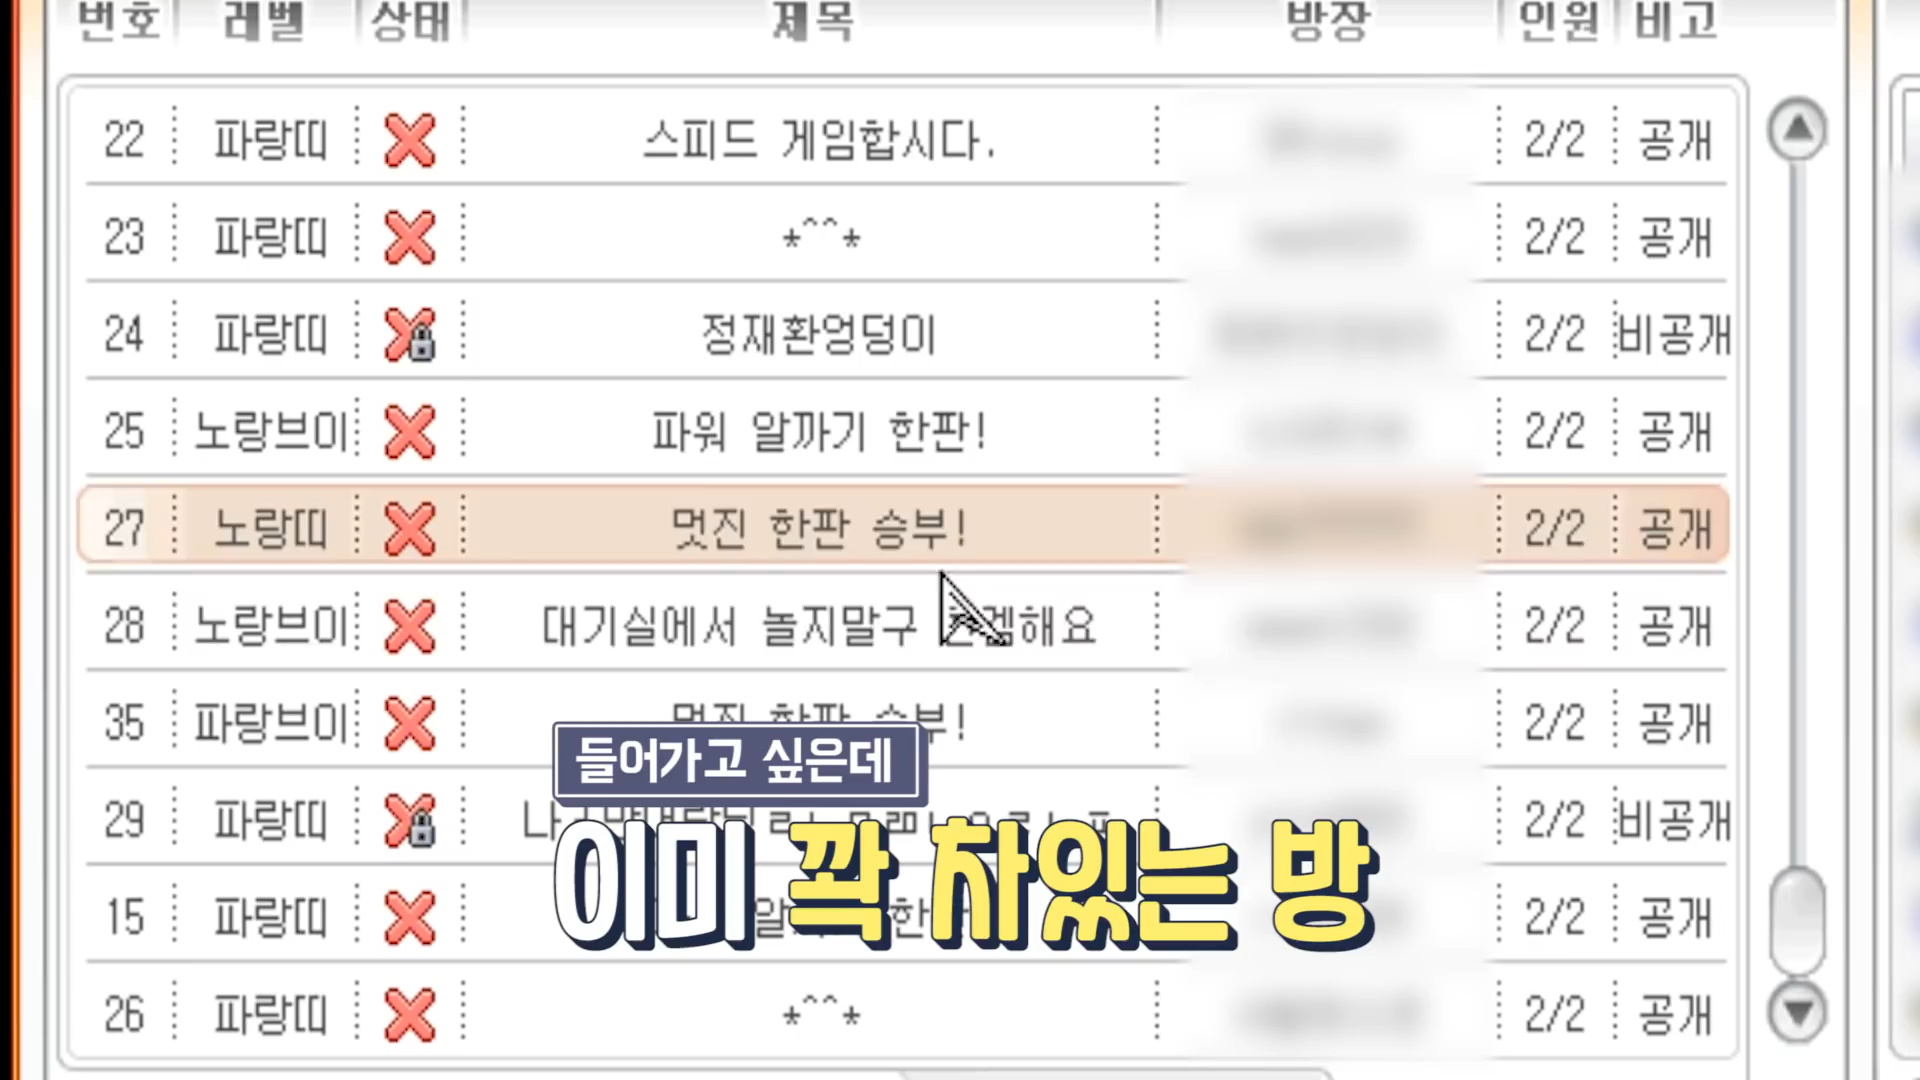 번호 레벨 상태 제목 방장 인원 비고
22 파랑띠 스피드 게임합시다. 2/2 공개
23 파랑띠 *^^* 2/2 공개
24 파랑띠 정재환엉덩이 2/2 비공개
25 노랑브이 파워 알까기 한판! 2/2 공개
27 노랑띠 멋진 한판 승부! 2/2 공개
28 노랑브이 대기실에서 놀지말구 2/2 공개
35 파랑브이 멋진 한판 승부! 2/2 공개
들어가고 싶은데
29 파랑띠 2/2 비공개
이미 꽉 차있는 방
15 파랑띠 2/2 공개
26 파랑띠 *^^* 2/2 공개